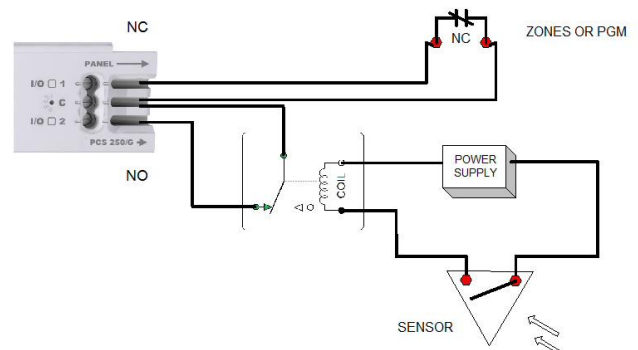 NC
NC
ZONES OR PGM
PANEL
I/O 1
C
I/O 2
PCS 250/G
NO
COIL
POWER
SUPPLY
SENSOR